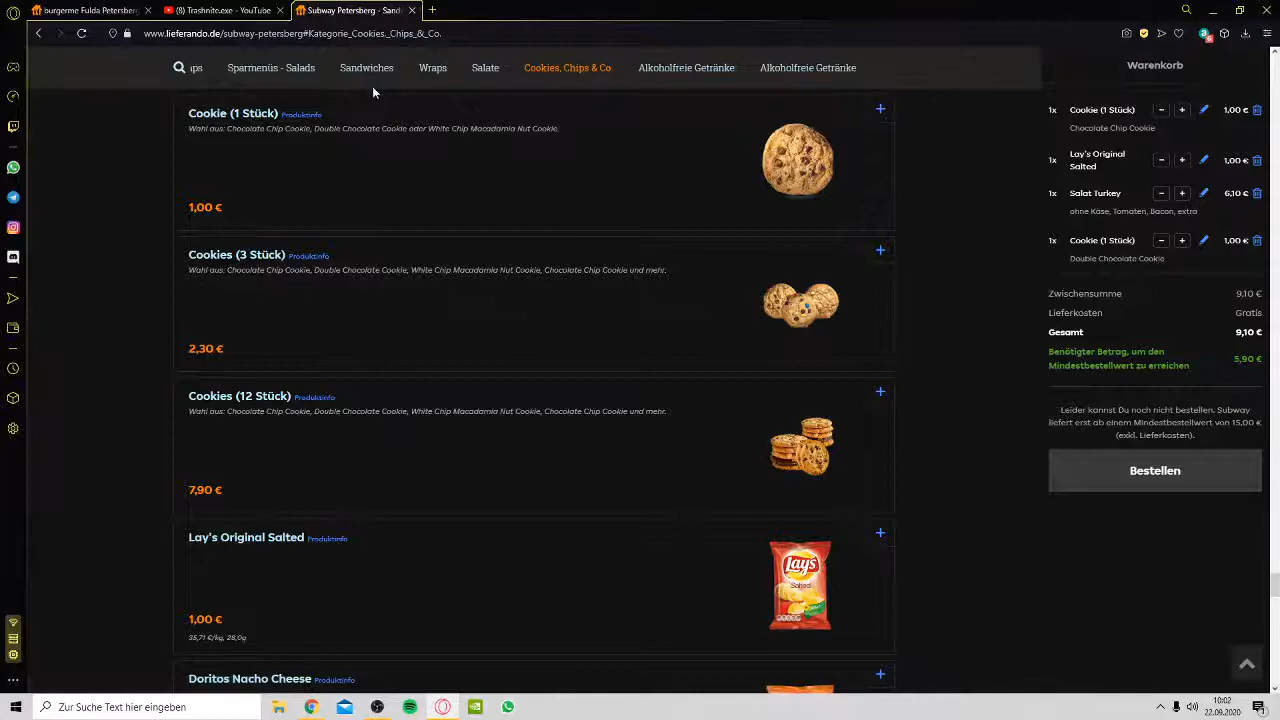 burgerme Fulda Petersberg
(8) Trashnite.exe - YouTube
Subway Petersberg - Sand
www.lieferando.de/subway-petersberg#Kategorie_Cookies_Chips_&_Co.
ps
Sparmenüs - Salads
Sandwiches
Wraps
Salate
Cookies, Chips & Co
Alkoholfreie Getränke
Alkoholfreie Getränke
Cookie (1 Stück) Produktinfo
Wahl aus: Chocolate Chip Cookie, Double Chocolate Cookie oder White Chip Macadamia Nut Cookie.
1,00 €
Cookies (3 Stück) Produktinfo
Wahl aus: Chocolate Chip Cookie, Double Chocolate Cookie, White Chip Macadamia Nut Cookie, Chocolate Chip Cookie und mehr.
2,30 €
Cookies (12 Stück) Produktinfo
Wahl aus: Chocolate Chip Cookie, Double Chocolate Cookie, White Chip Macadamia Nut Cookie, Chocolate Chip Cookie und mehr.
7,90 €
Lay's Original Salted Produktinfo
Lay's
Salted
1,00 €
35,71 €/kg, 28,0g
Doritos Nacho Cheese Produktinfo
Warenkorb
1x Cookie (1 Stück) 1,00 €
Chocolate Chip Cookie
1x Lay's Original
Salted 1,00 €
1x Salat Turkey 6,10 €
ohne Käse, Tomaten, Bacon, extra
1x Cookie (1 Stück) 1,00 €
Double Chocolate Cookie
Zwischensumme 9,10 €
Lieferkosten Gratis
Gesamt 9,10 €
Benötigter Betrag, um den
Mindestbestellwert zu erreichen 5,90 €
Leider kannst Du noch nicht bestellen. Subway
liefert erst ab einem Mindestbestellwert von 15,00 €
(exkl. Lieferkosten).
Bestellen
Zur Suche Text hier eingeben
10:02
22.09.2020